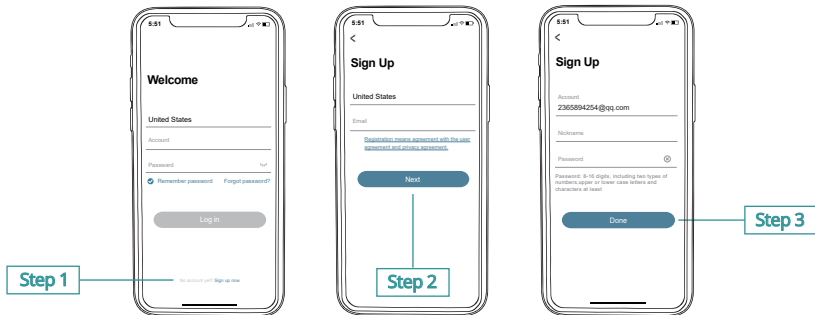 5:51
Welcome
United States
Account
Password
Remember password Forgot password?
Log in
No account yet? Sign up now
Step 1
5:51
Sign Up
United States
Email
Registration means agreement with the user
agreement and privacy agreement.
Next
Step 2
5:51
Sign Up
Account
2365894254@qq.com
Nickname
Password
Password: 8-16 digits, including two types of
numbers,upper or lower case letters and
characters at least
Done
Step 3